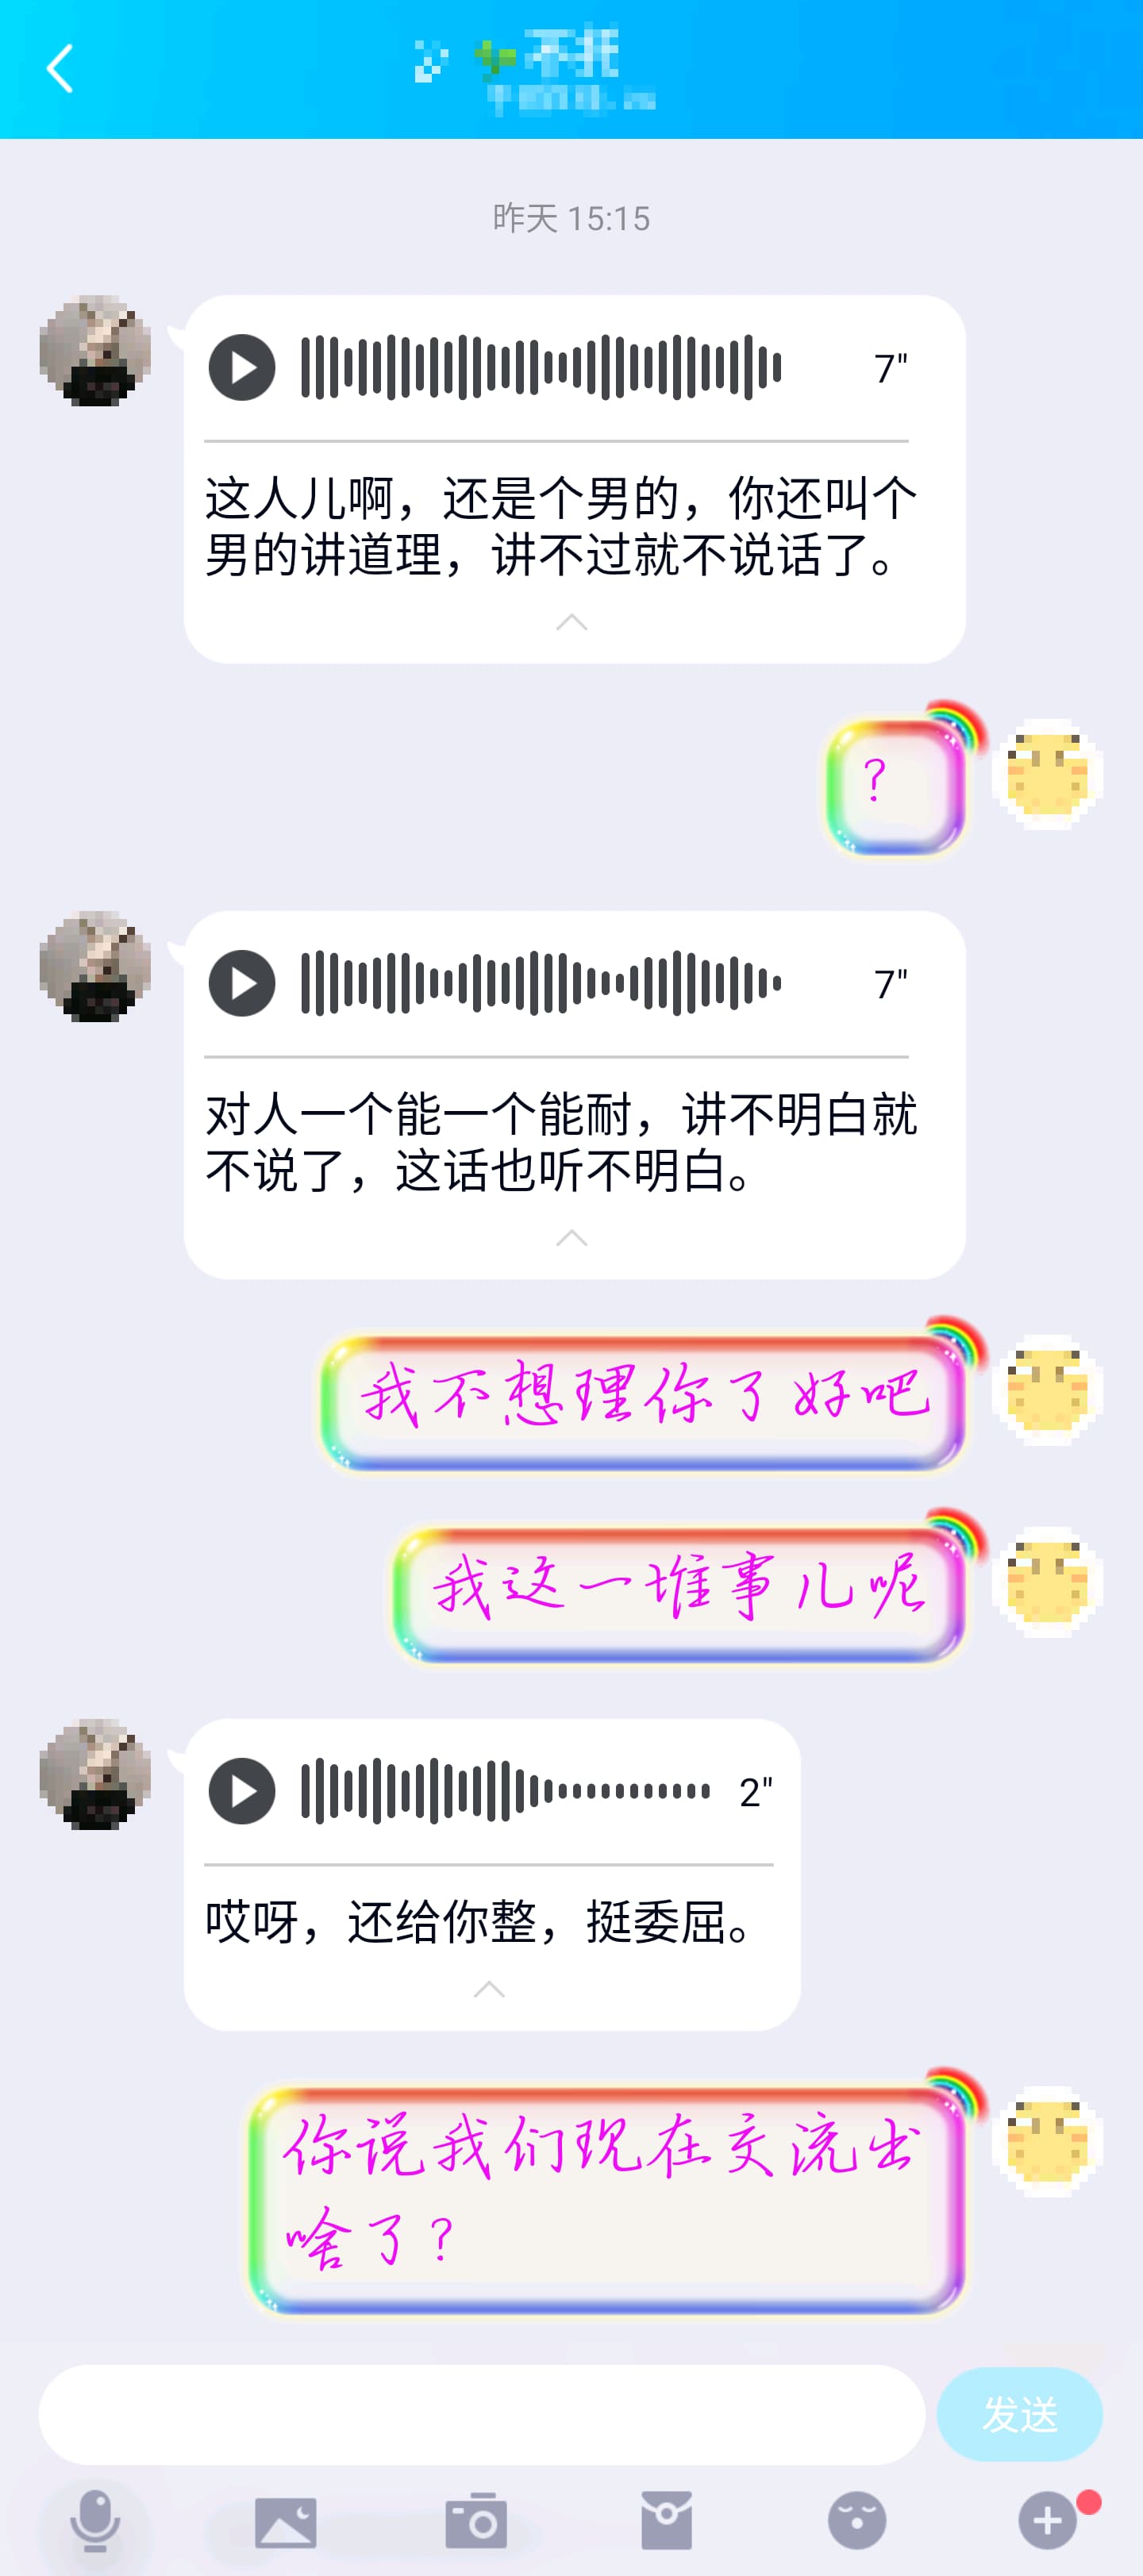 昨天 15:15
7"
这人儿啊，还是个男的，你还叫个
男的讲道理，讲不过就不说话了。
？
7"
对人一个能一个能耐，讲不明白就
不说了，这话也听不明白。
我不想理你了好吧
我这一堆事儿呢
2"
哎呀，还给你整，挺委屈。
你说我们现在交流出
啥了？
发送